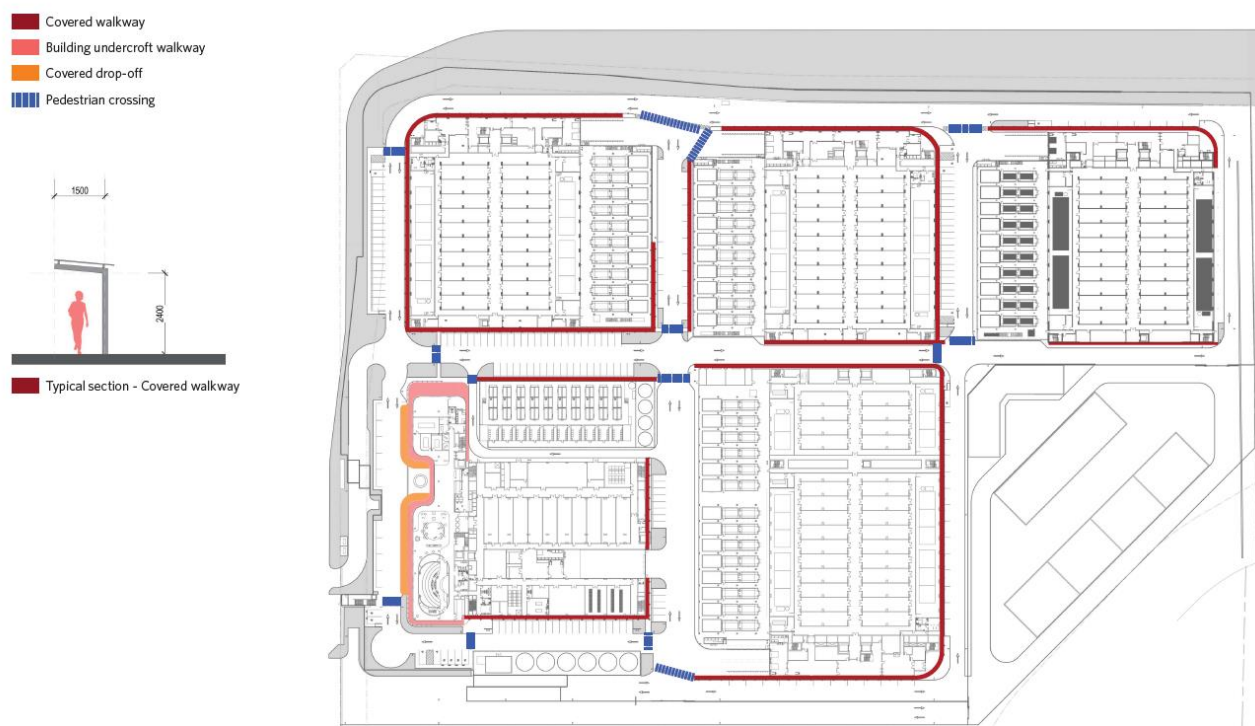 Covered walkway
Building undercroft walkway
Covered drop-off
Pedestrian crossing
1500
2400
Typical section - Covered walkway